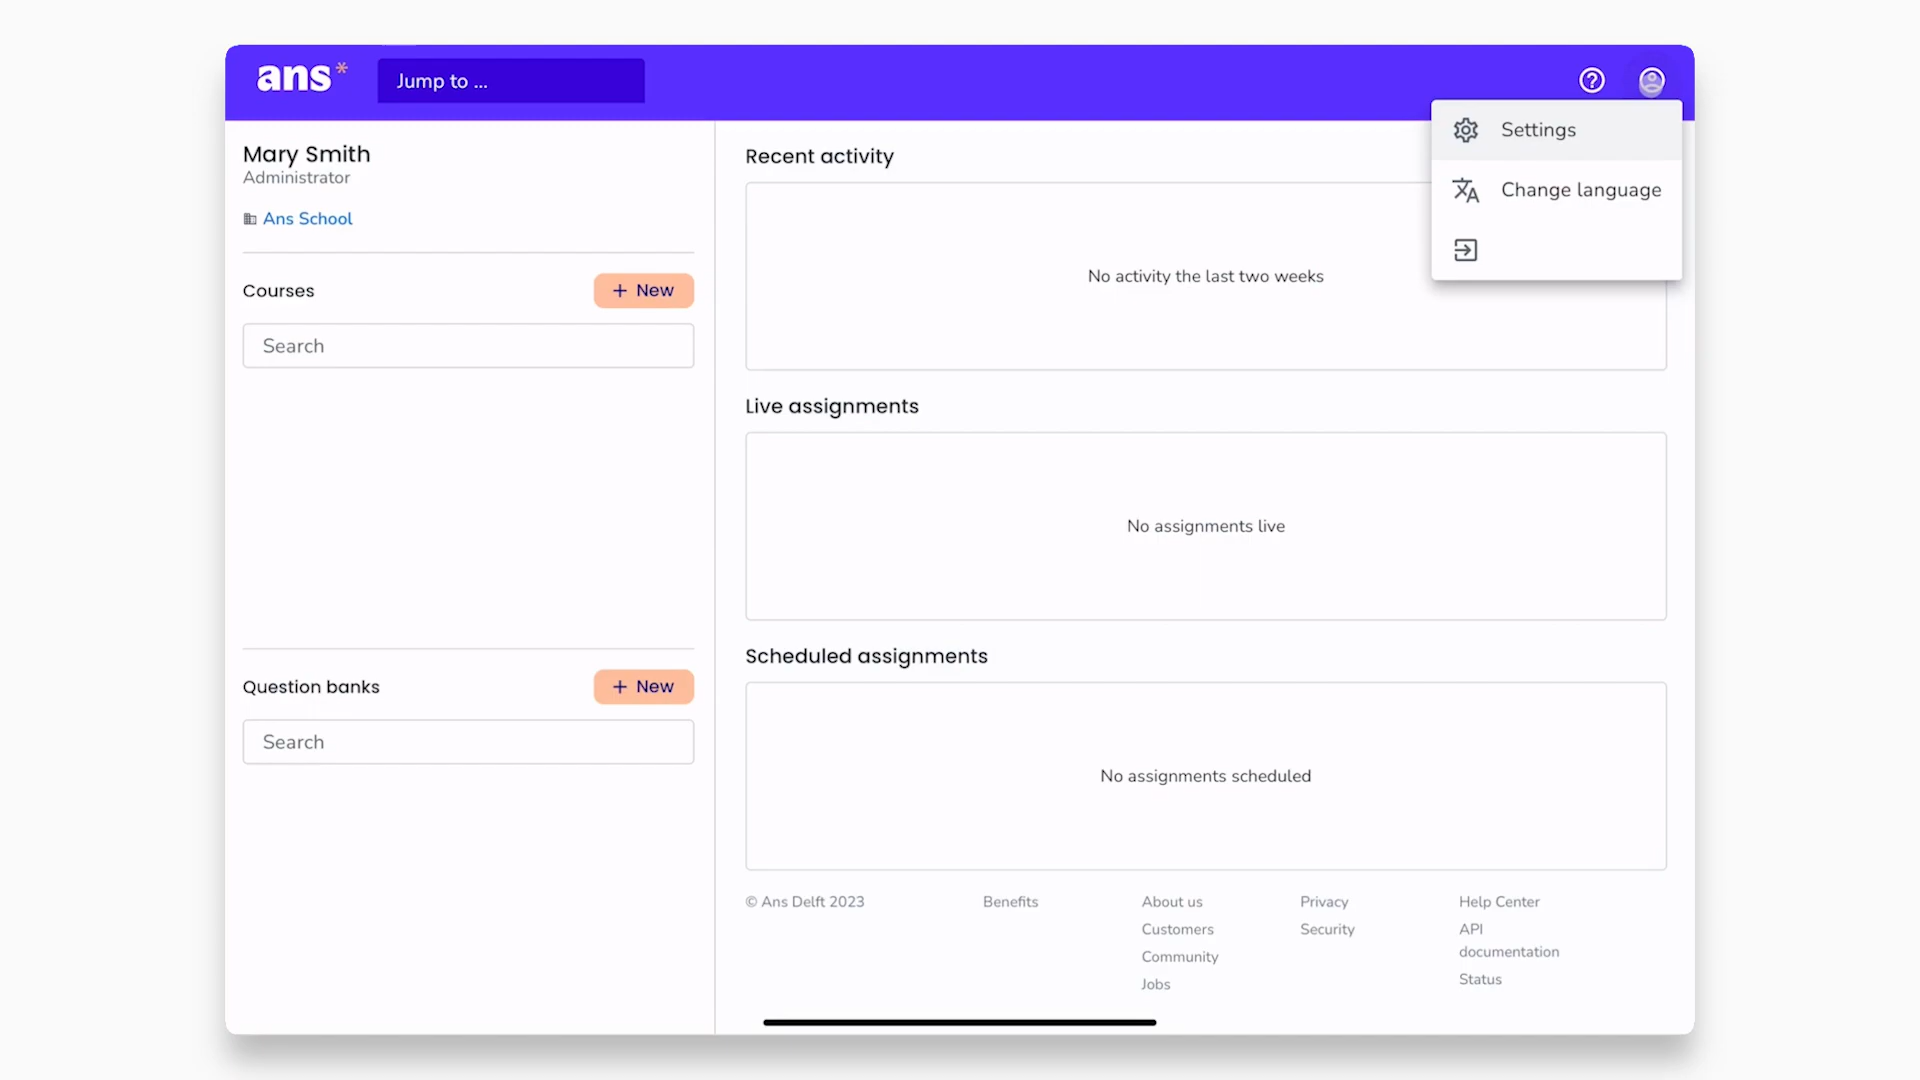 ans*
Jump to ...
Settings
Change language
Mary Smith
Administrator
Ans School
Courses
+ New
Search
Question banks
+ New
Search
Recent activity
No activity the last two weeks
Live assignments
No assignments live
Scheduled assignments
No assignments scheduled
© Ans Delft 2023
Benefits
About us
Customers
Community
Jobs
Privacy
Security
Help Center
API
documentation
Status